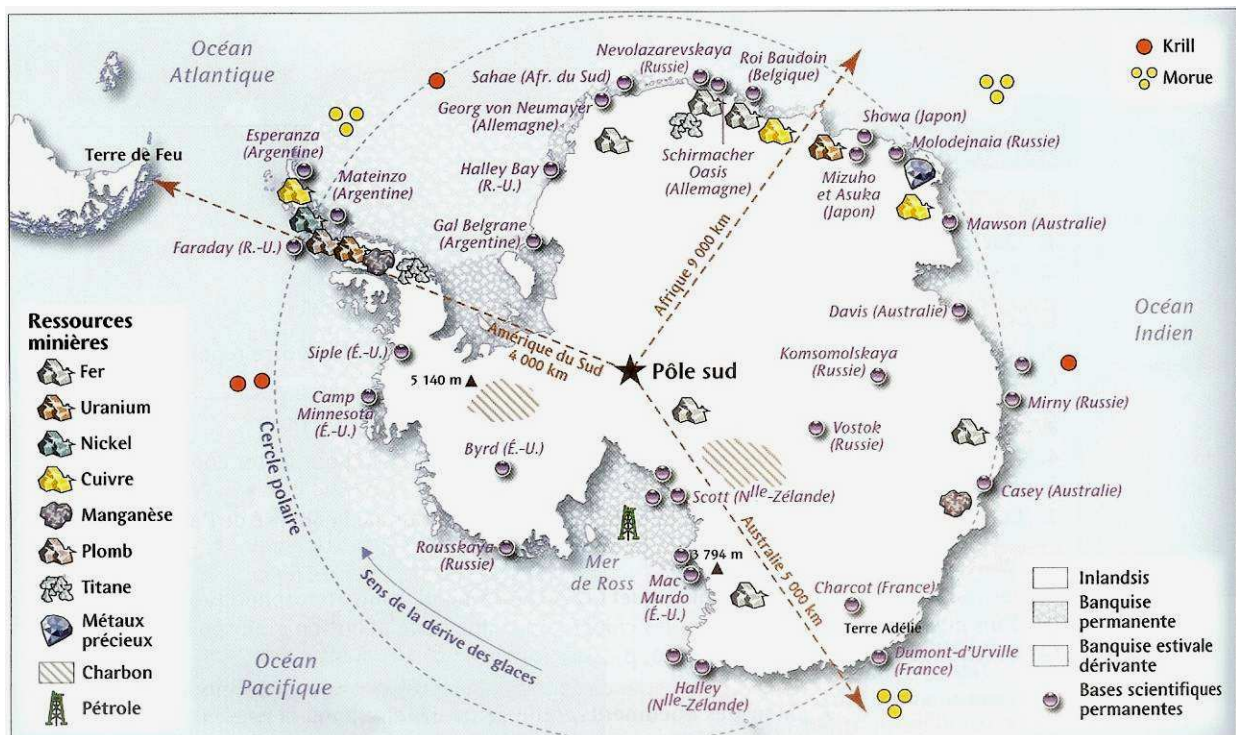 Océan
Atlantique
Nevolazarevskaya
(Russie)
Roi Baudoin
(Belgique)
Krill
Morue
Sahae (Afr. du Sud)
Georg von Neumayer
(Allemagne)
Esperanza
(Argentine)
Terre de Feu
Mateinzo
(Argentine)
Halley Bay
(R.-U.)
Schirmacher
Oasis
(Allemagne)
Showa (Japon)
Molodejnaia (Russie)
Mizuho
et Asuka
(Japon)
Faraday (R.-U.)
Gal Belgrane
(Argentine)
Mawson (Australie)
Afrique 9 000 km
Davis (Australie)
Océan
Indien
Ressources
minières
Fer
Uranium
Nickel
Cuivre
Manganèse
Plomb
Titane
Métaux
précieux
Charbon
Pétrole
Siple (É.-U.)
Amérique du Sud
4 000 km
5 140 m
Pôle sud
Komsomolskaya
(Russie)
Camp
Minnesota
(É.-U.)
Mirny (Russie)
Byrd (É.-U.)
Vostok
(Russie)
Cercle polaire
Scott (Nlle-Zélande)
Casey (Australie)
Australie 5 000 km
Rousskaya
(Russie)
Mer
de Ross
3 794 m
Mac
Murdo
(É.-U.)
Charcot (France)
Terre Adélie
Sens de la dérive des glaces
Océan
Pacifique
Halley
(Nlle-Zélande)
Dumont-d'Urville
(France)
Inlandsis
Banquise
permanente
Banquise estivale
dérivante
Bases scientifiques
permanentes